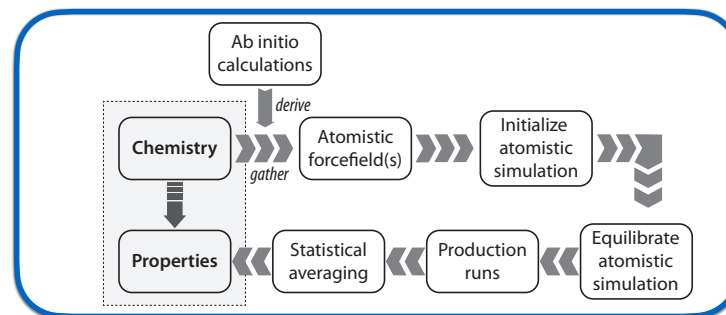 Ab initio
calculations
derive
Chemistry
gather
Atomistic
forcefield(s)
Initialize
atomistic
simulation
Properties
Statistical
averaging
Production
runs
Equilibrate
atomistic
simulation